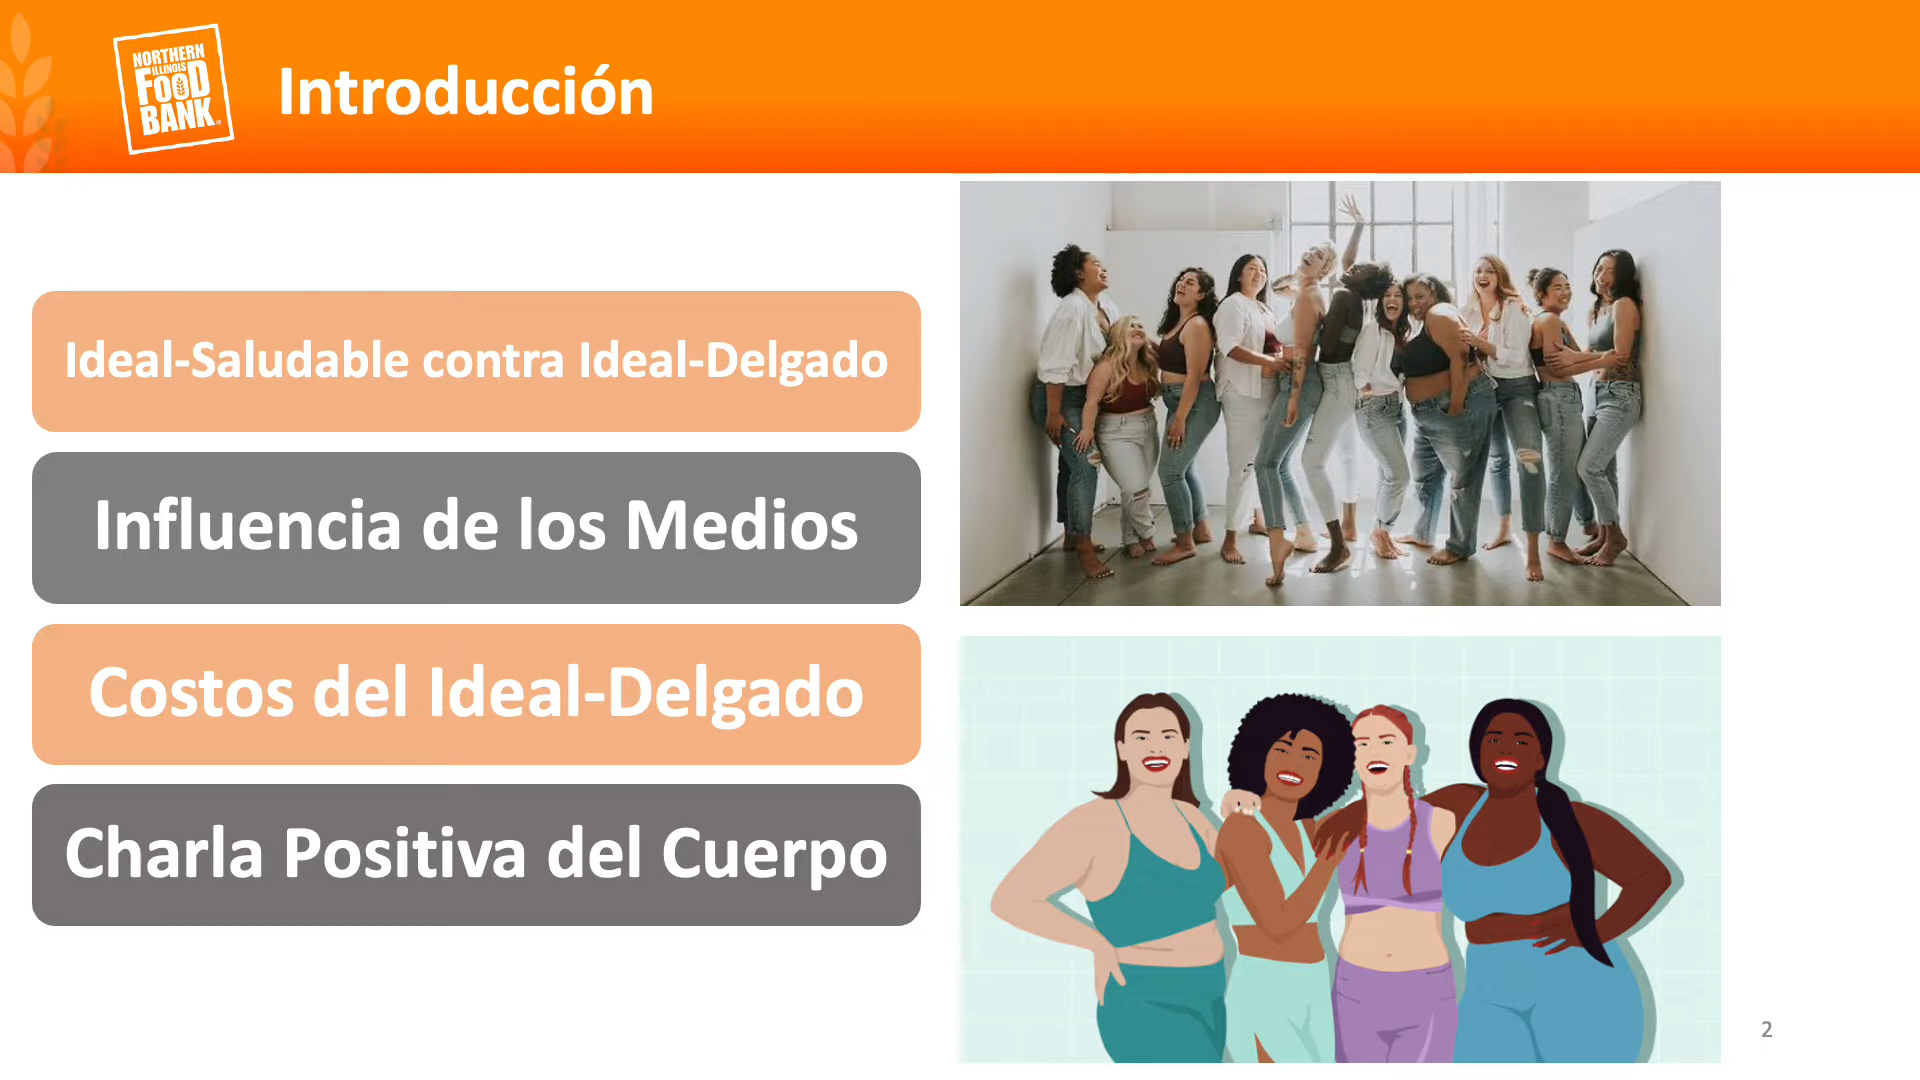 NORTHERN
ILLINOIS
FOOD
BANK
Introducción
Ideal-Saludable contra Ideal-Delgado
Influencia de los Medios
Costos del Ideal-Delgado
Charla Positiva del Cuerpo
2